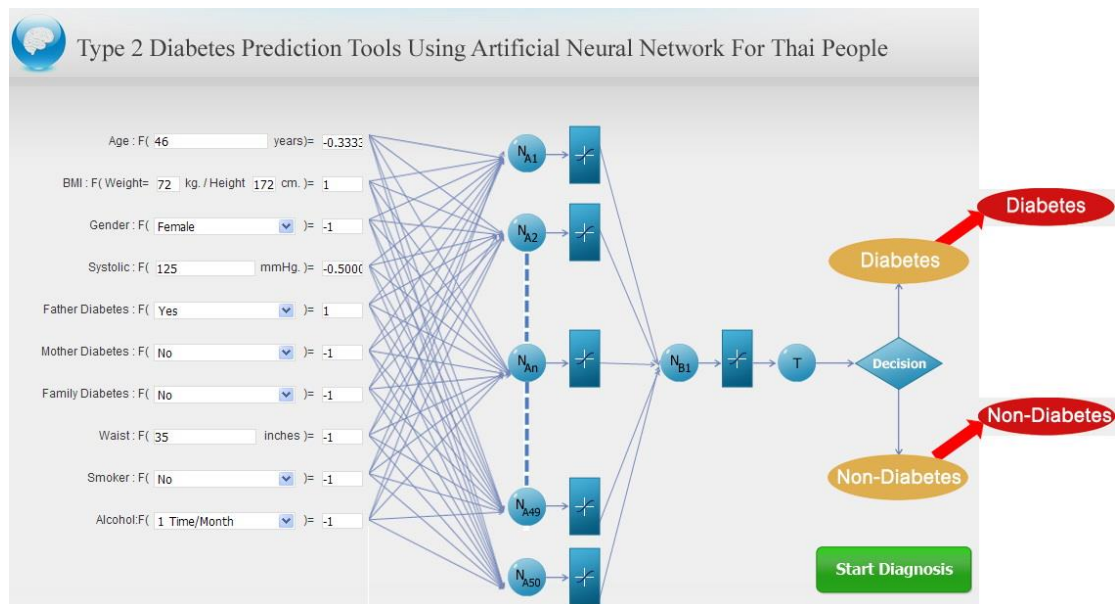 Type 2 Diabetes Prediction Tools Using Artificial Neural Network For Thai People
Age : F( 46 years)= -0.3333
BMI : F( Weight= 72 kg. / Height 172 cm. )= 1
Gender : F( Female )= -1
Systolic : F( 125 mmHg. )= -0.5000
Father Diabetes : F( Yes )= 1
Mother Diabetes : F( No )= -1
Family Diabetes : F( No )= -1
Waist : F( 35 inches )= -1
Smoker : F( No )= -1
Alcohol:F( 1 Time/Month )= -1
NA1
NA2
NAn
NA49
NA50
NB1
T
Decision
Diabetes
Diabetes
Non-Diabetes
Non-Diabetes
Start Diagnosis